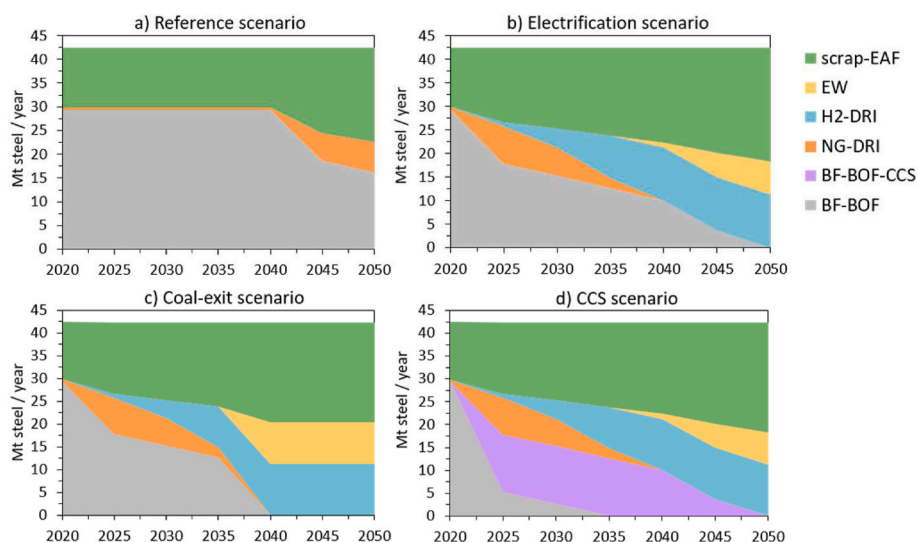 a) Reference scenario
45
40
35
30
25
20
15
10
5
0
Mt steel / year
2020 2025 2030 2035 2040 2045 2050
b) Electrification scenario
45
40
35
30
25
20
15
10
5
0
Mt steel / year
2020 2025 2030 2035 2040 2045 2050
scrap-EAF
EW
H2-DRI
NG-DRI
BF-BOF-CCS
BF-BOF
c) Coal-exit scenario
45
40
35
30
25
20
15
10
5
0
Mt steel / year
2020 2025 2030 2035 2040 2045 2050
d) CCS scenario
45
40
35
30
25
20
15
10
5
0
Mt steel / year
2020 2025 2030 2035 2040 2045 2050